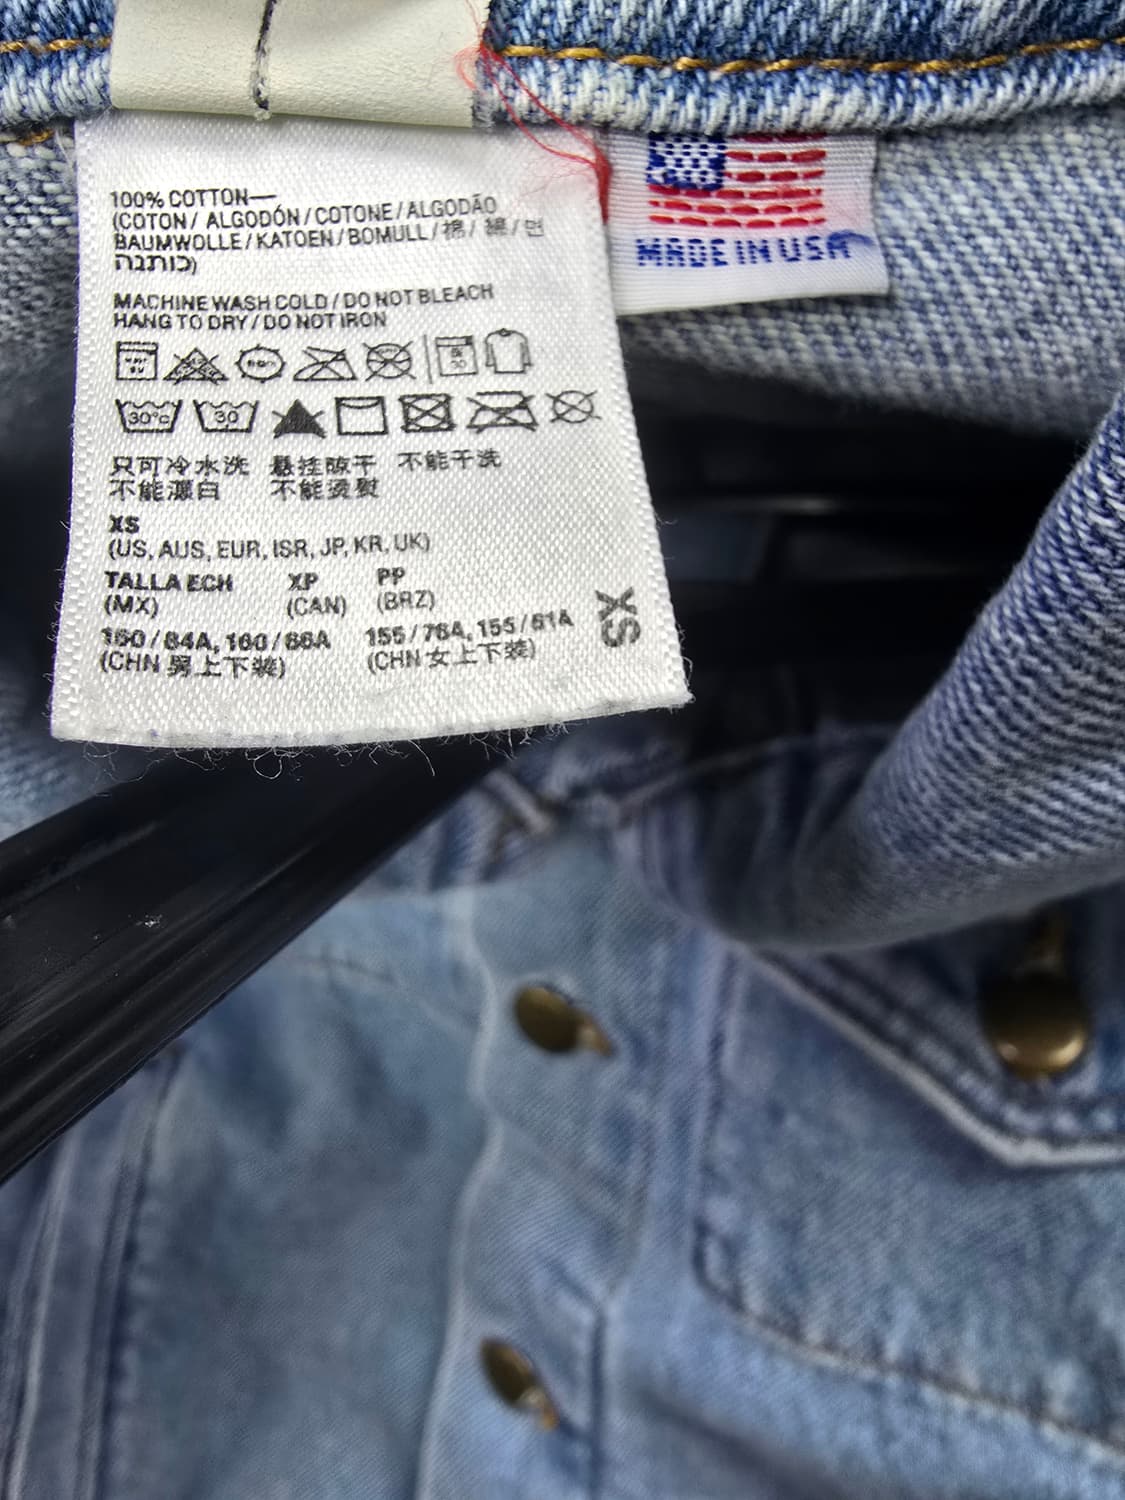 100% COTTON—
(COTON / ALGODÓN / COTONE / ALGODÃO
BAUMWOLLE / KATOEN / BOMULL / 棉 / 綿 / 면
כותנה)
MACHINE WASH COLD / DO NOT BLEACH
HANG TO DRY / DO NOT IRON
30°C 30
只可冷水洗 悬挂晾干 不能干洗
不能漂白 不能烫熨
XS
(US, AUS, EUR, ISR, JP, KR, UK)
TALLA ECH XP PP
(MX) (CAN) (BRZ)
160/84A, 160/88A 155/76A, 155/81A
(CHN 男上下装) (CHN 女上下装)
XS
MADE IN USA